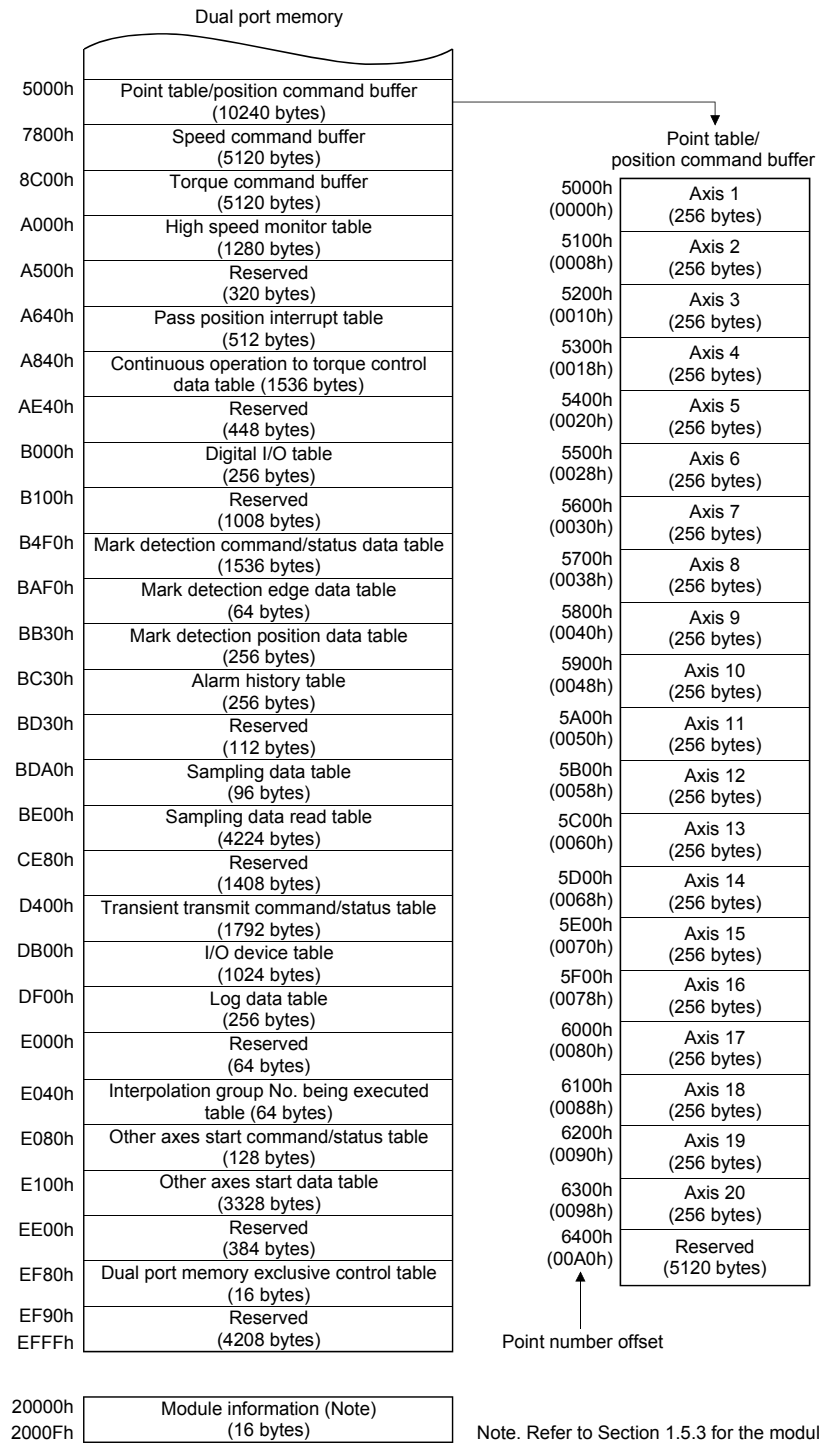 Dual port memory
5000h
Point table/position command buffer
(10240 bytes)
7800h
Speed command buffer
(5120 bytes)
8C00h
Torque command buffer
(5120 bytes)
A000h
High speed monitor table
(1280 bytes)
A500h
Reserved
(320 bytes)
A640h
Pass position interrupt table
(512 bytes)
A840h
Continuous operation to torque control
data table (1536 bytes)
AE40h
Reserved
(448 bytes)
B000h
Digital I/O table
(256 bytes)
B100h
Reserved
(1008 bytes)
B4F0h
Mark detection command/status data table
(1536 bytes)
BAF0h
Mark detection edge data table
(64 bytes)
BB30h
Mark detection position data table
(256 bytes)
BC30h
Alarm history table
(256 bytes)
BD30h
Reserved
(112 bytes)
BDA0h
Sampling data table
(96 bytes)
BE00h
Sampling data read table
(4224 bytes)
CE80h
Reserved
(1408 bytes)
D400h
Transient transmit command/status table
(1792 bytes)
DB00h
I/O device table
(1024 bytes)
DF00h
Log data table
(256 bytes)
E000h
Reserved
(64 bytes)
E040h
Interpolation group No. being executed
table (64 bytes)
E080h
Other axes start command/status table
(128 bytes)
E100h
Other axes start data table
(3328 bytes)
EE00h
Reserved
(384 bytes)
EF80h
Dual port memory exclusive control table
(16 bytes)
EF90h
Reserved
(4208 bytes)
EFFFh
20000h
Module information (Note)
(16 bytes)
2000Fh
Point table/
position command buffer
5000h
(0000h)
Axis 1
(256 bytes)
5100h
(0008h)
Axis 2
(256 bytes)
5200h
(0010h)
Axis 3
(256 bytes)
5300h
(0018h)
Axis 4
(256 bytes)
5400h
(0020h)
Axis 5
(256 bytes)
5500h
(0028h)
Axis 6
(256 bytes)
5600h
(0030h)
Axis 7
(256 bytes)
5700h
(0038h)
Axis 8
(256 bytes)
5800h
(0040h)
Axis 9
(256 bytes)
5900h
(0048h)
Axis 10
(256 bytes)
5A00h
(0050h)
Axis 11
(256 bytes)
5B00h
(0058h)
Axis 12
(256 bytes)
5C00h
(0060h)
Axis 13
(256 bytes)
5D00h
(0068h)
Axis 14
(256 bytes)
5E00h
(0070h)
Axis 15
(256 bytes)
5F00h
(0078h)
Axis 16
(256 bytes)
6000h
(0080h)
Axis 17
(256 bytes)
6100h
(0088h)
Axis 18
(256 bytes)
6200h
(0090h)
Axis 19
(256 bytes)
6300h
(0098h)
Axis 20
(256 bytes)
6400h
(00A0h)
Reserved
(5120 bytes)
Point number offset
Note. Refer to Section 1.5.3 for the modul